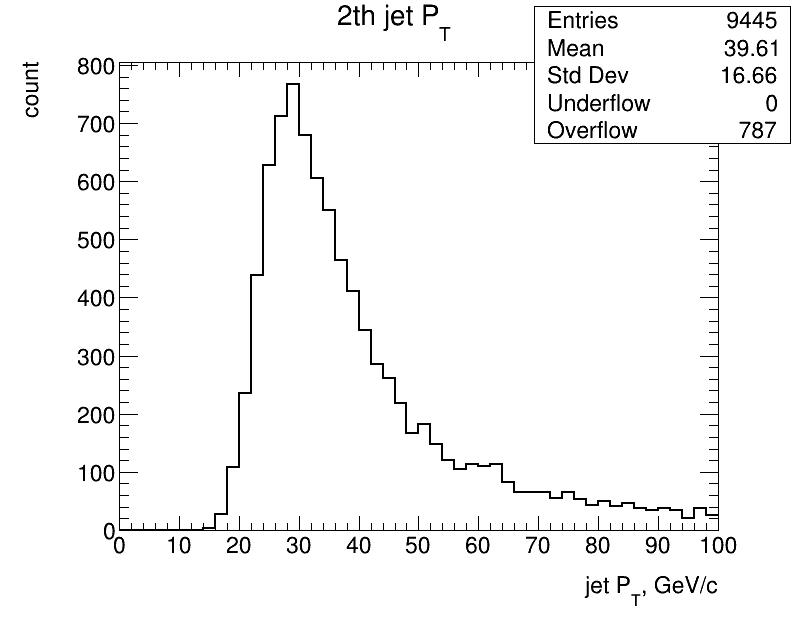 2th jet P_T
Entries 9445
Mean 39.61
Std Dev 16.66
Underflow 0
Overflow 787
count
800
700
600
500
400
300
200
100
0
0 10 20 30 40 50 60 70 80 90 100
jet P_T, GeV/c